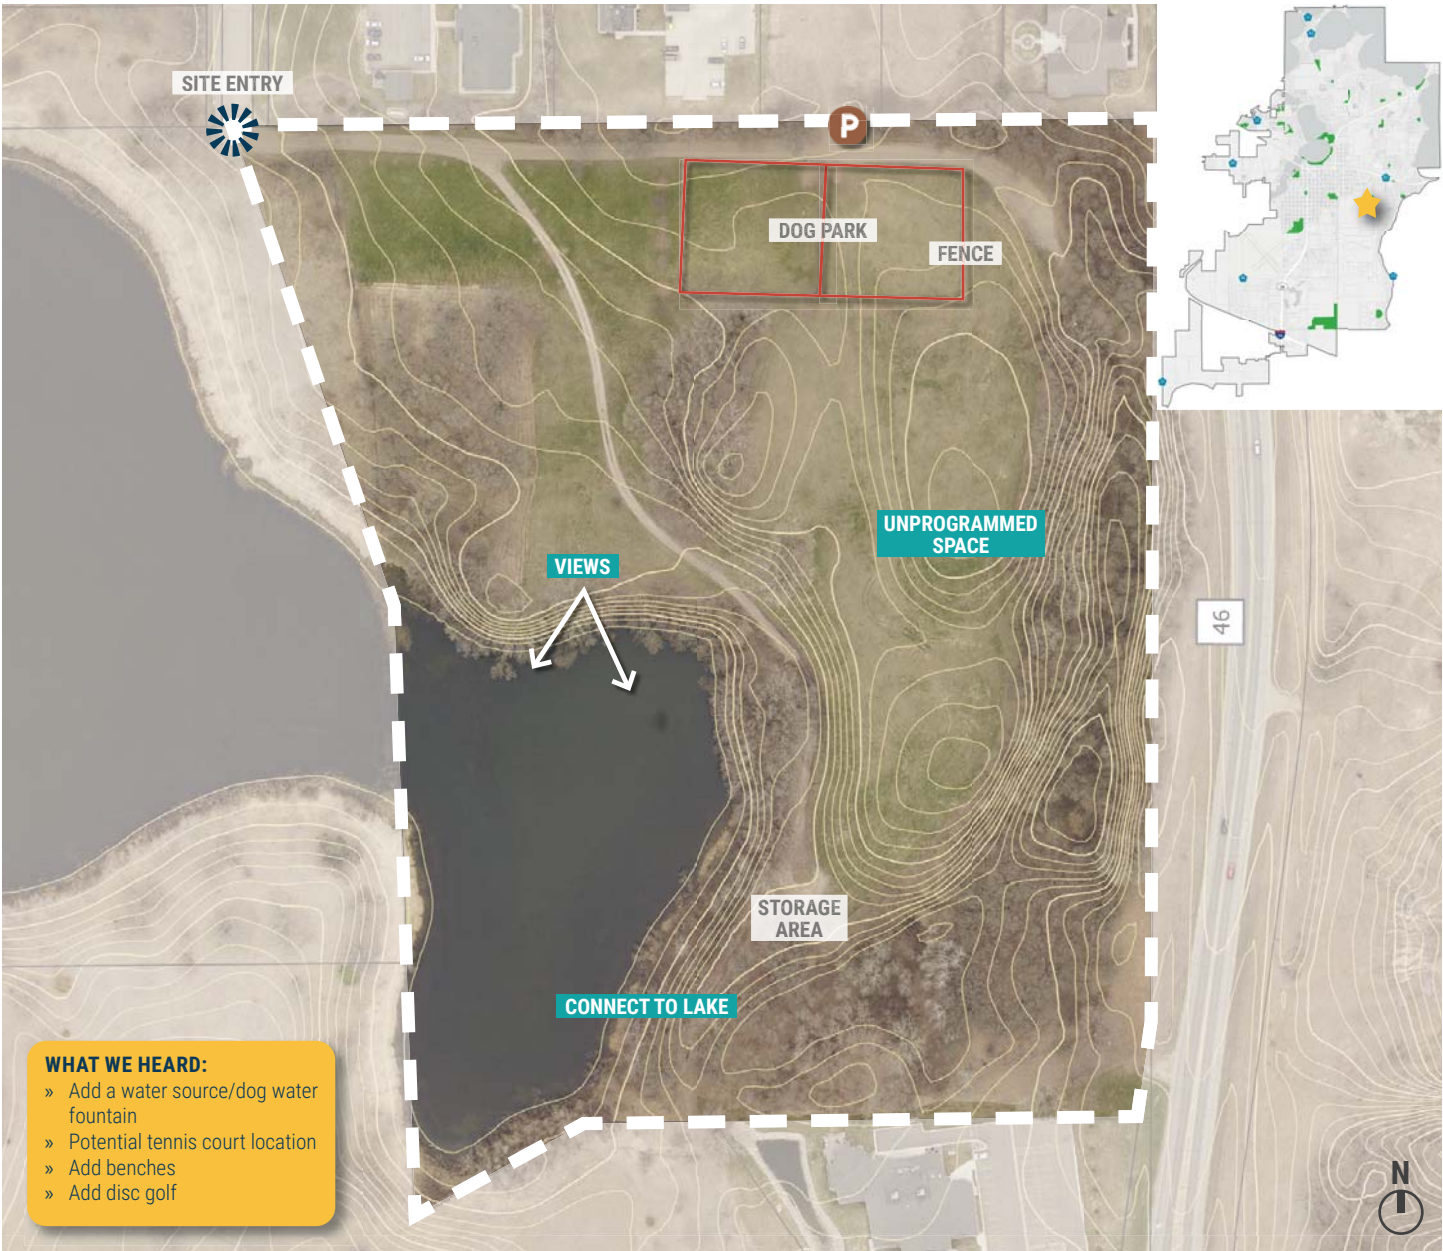 SITE ENTRY
P
DOG PARK
FENCE
UNPROGRAMMED
SPACE
VIEWS
46
STORAGE
AREA
CONNECT TO LAKE
WHAT WE HEARD:
» Add a water source/dog water
fountain
» Potential tennis court location
» Add benches
» Add disc golf
N